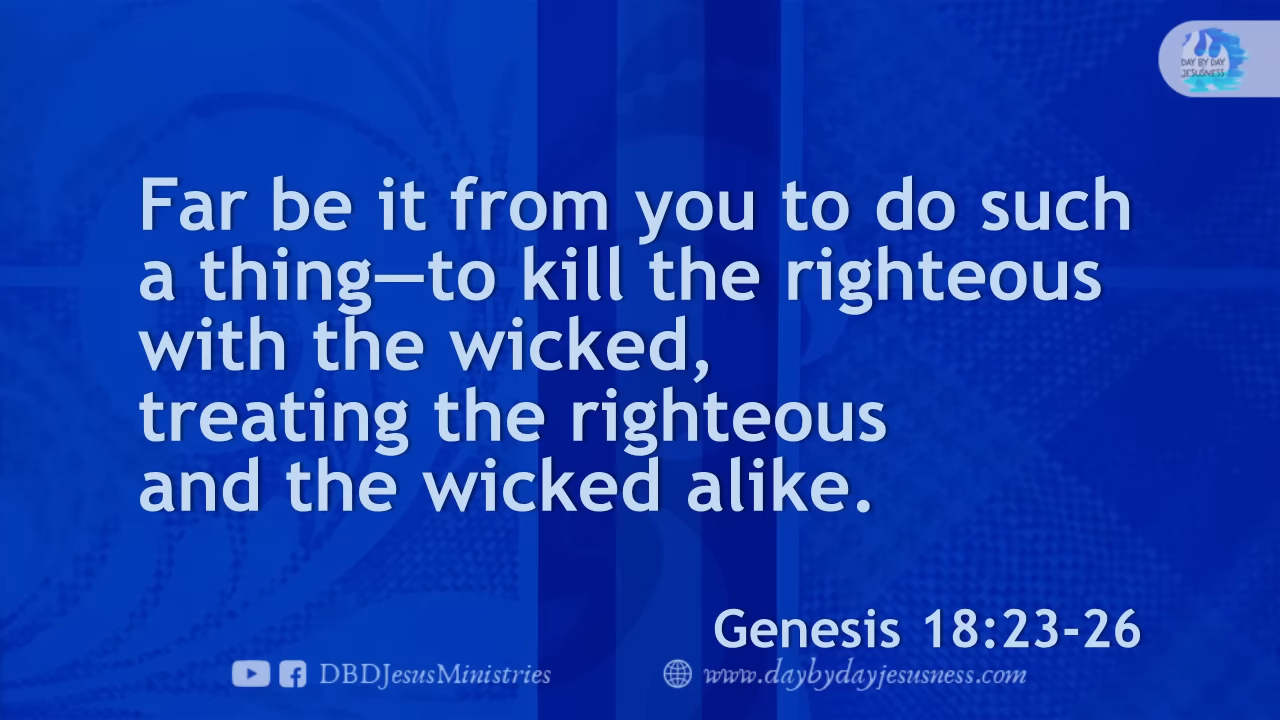 DAY BY DAY
JESUSNESS
Far be it from you to do such
a thing—to kill the righteous
with the wicked,
treating the righteous
and the wicked alike.
Genesis 18:23-26
DBDJesusMinistries
www.daybydayjesusness.com